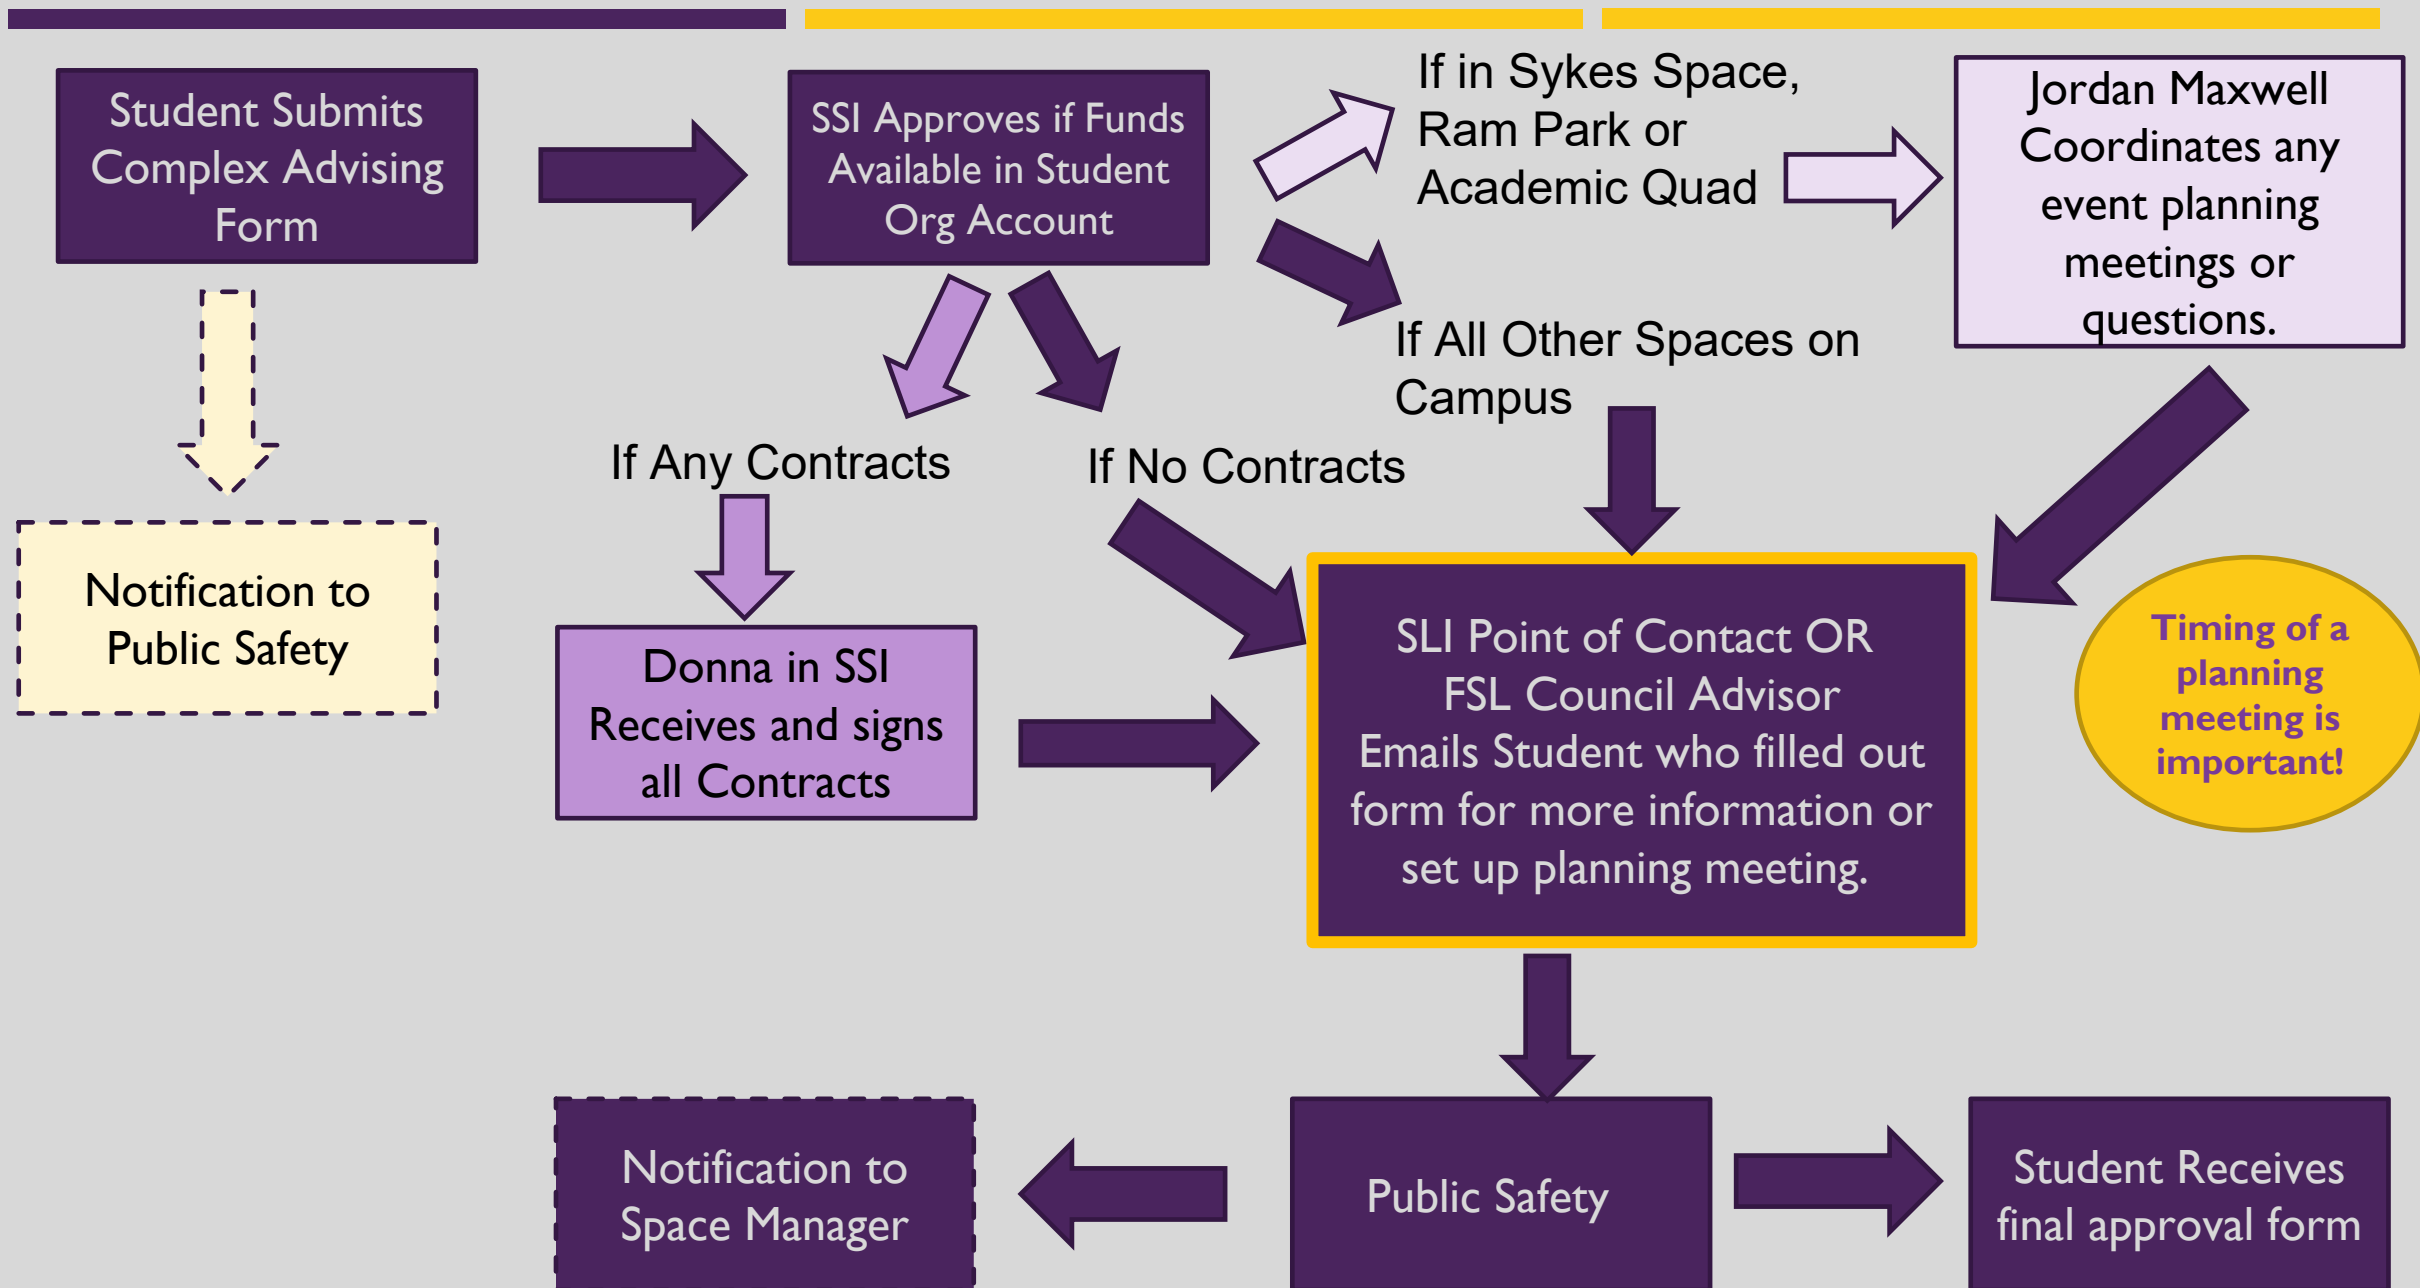 Student Submits
Complex Advising
Form
SSI Approves if Funds
Available in Student
Org Account
If in Sykes Space,
Ram Park or
Academic Quad
Jordan Maxwell
Coordinates any
event planning
meetings or
questions.
If All Other Spaces on
Campus
If Any Contracts
If No Contracts
Notification to
Public Safety
Donna in SSI
Receives and signs
all Contracts
SLI Point of Contact OR
FSL Council Advisor
Emails Student who filled out
form for more information or
set up planning meeting.
Timing of a
planning
meeting is
important!
Notification to
Space Manager
Public Safety
Student Receives
final approval form